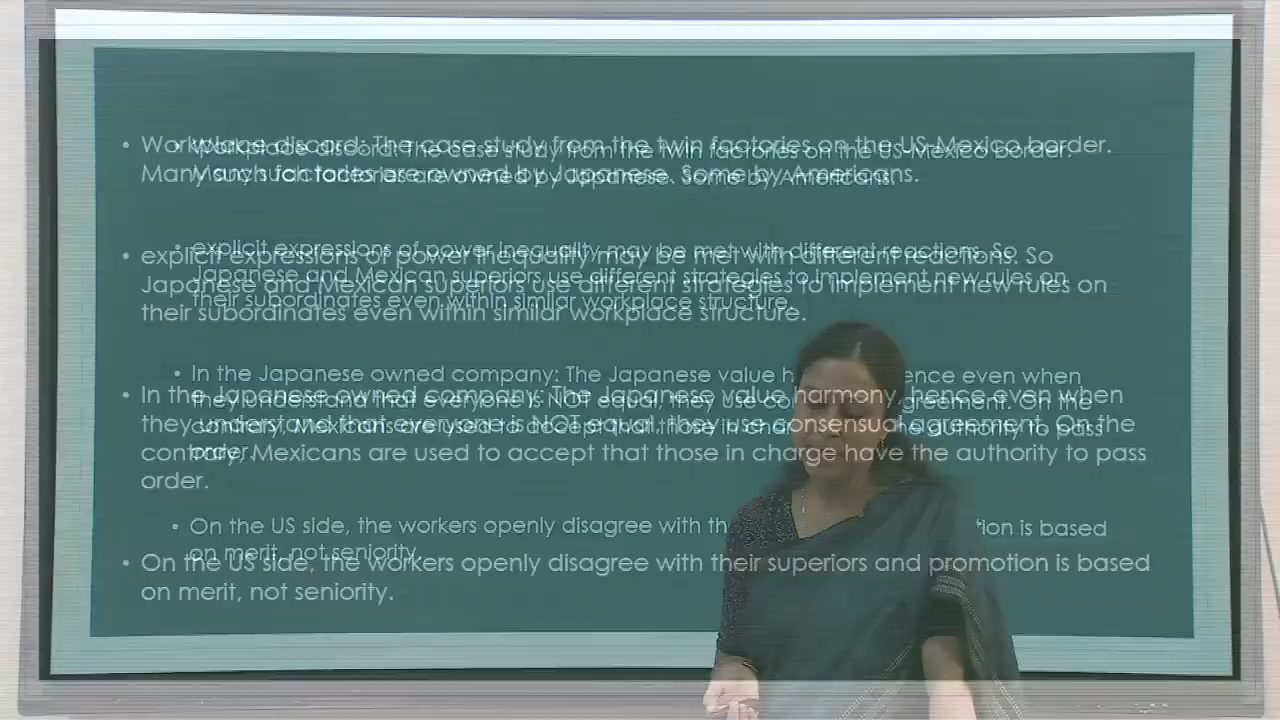 Workplace discard: The case study from the twin factories on the US-Mexico border.
Many such factories are owned by Japanese. Some by Americans.
explicit expressions of power inequality may be met with different reactions. So
Japanese and Mexican superiors use different strategies to implement new rules on
their subordinates even within similar workplace structure.
In the Japanese owned company: The Japanese value harmony, hence even when
they understand that everyone is NOT equal, they use consensual agreement. On the
contrary, Mexicans are used to accept that those in charge have the authority to pass
order.
On the US side, the workers openly disagree with their superiors and promotion is based
on merit, not seniority.